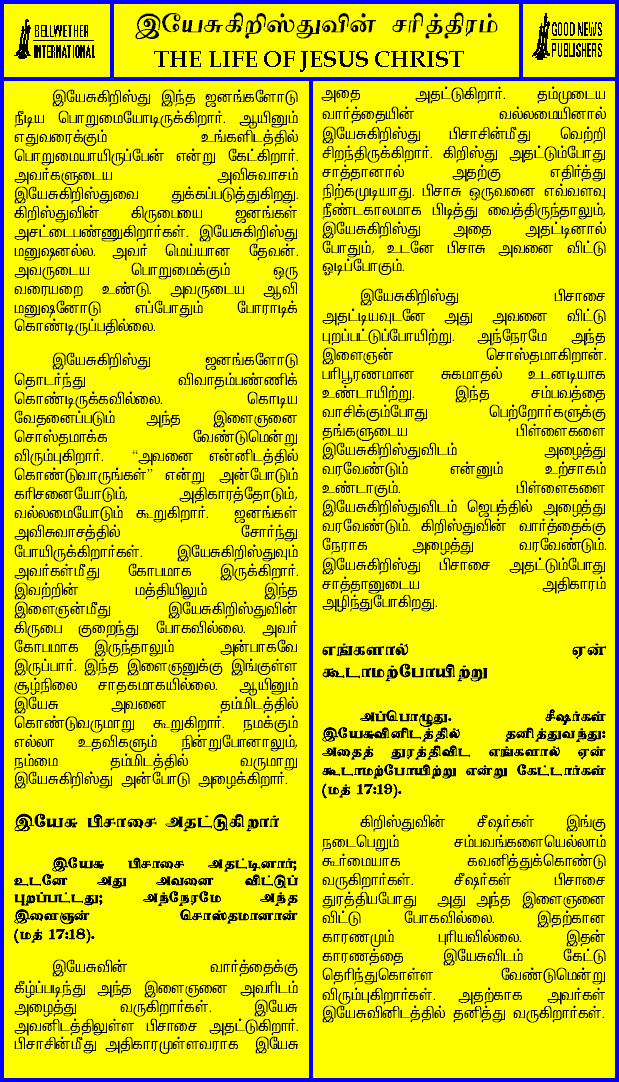 BELLWETHER
INTERNATIONAL
இயேசுகிறிஸ்துவின் சரித்திரம்
THE LIFE OF JESUS CHRIST
GOOD NEWS
PUBLISHERS
இயேசுகிறிஸ்து இந்த ஜனங்களோடு
நீடிய பொறுமையோடிருக்கிறார். ஆயினும்
எதுவரைக்கும் உங்களிடத்தில்
பொறுமையாயிருப்பேன் என்று கேட்கிறார்.
அவர்களுடைய அவிசுவாசம்
இயேசுகிறிஸ்துவை துக்கப்படுத்துகிறது.
கிறிஸ்துவின் கிருபையை ஜனங்கள்
அசட்டைபண்ணுகிறார்கள். இயேசுகிறிஸ்து
மனுஷனல்ல. அவர் மெய்யான தேவன்.
அவருடைய பொறுமைக்கும் ஒரு
வரையறை உண்டு. அவருடைய ஆவி
மனுஷனோடு எப்போதும் போராடிக்
கொண்டிருப்பதில்லை.
இயேசுகிறிஸ்து ஜனங்களோடு
தொடர்ந்து விவாதம்பண்ணிக்
கொண்டிருக்கவில்லை. கொடிய
வேதனைப்படும் அந்த இளைஞனை
சொஸ்தமாக்க வேண்டுமென்று
விரும்புகிறார். “அவனை என்னிடத்தில்
கொண்டுவாருங்கள்” என்று அன்போடும்
கரிசனையோடும், அதிகாரத்தோடும்,
வல்லமையோடும் கூறுகிறார். ஜனங்கள்
அவிசுவாசத்தில் சோர்ந்து
போயிருக்கிறார்கள். இயேசுகிறிஸ்துவும்
அவர்கள்மீது கோபமாக இருக்கிறார்.
இவற்றின் மத்தியிலும் இந்த
இளைஞன்மீது இயேசுகிறிஸ்துவின்
கிருபை குறைந்து போகவில்லை. அவர்
கோபமாக இருந்தாலும் அன்பாகவே
இருப்பார். இந்த இளைஞனுக்கு இங்குள்ள
சூழ்நிலை சாதகமாகயில்லை. ஆயினும்
இயேசு அவனை தம்மிடத்தில்
கொண்டுவருமாறு கூறுகிறார். நமக்கும்
எல்லா உதவிகளும் நின்றுபோனாலும்,
நம்மை தம்மிடத்தில் வருமாறு
இயேசுகிறிஸ்து அன்போடு அழைக்கிறார்.
இயேசு பிசாசை அதட்டுகிறார்
இயேசு பிசாசை அதட்டினார்;
உடனே அது அவனை விட்டுப்
புறப்பட்டது; அந்நேரமே அந்த
இளைஞன் சொஸ்தமானான்
(மத் 17:18).
இயேசுவின் வார்த்தைக்கு
கீழ்ப்படிந்து அந்த இளைஞனை அவரிடம்
அழைத்து வருகிறார்கள். இயேசு
அவனிடத்திலுள்ள பிசாசை அதட்டுகிறார்.
பிசாசின்மீது அதிகாரமுள்ளவராக இயேசு
அதை அதட்டுகிறார். தம்முடைய
வார்த்தையின் வல்லமையினால்
இயேசுகிறிஸ்து பிசாசின்மீது வெற்றி
சிறந்திருக்கிறார். கிறிஸ்து அதட்டும்போது
சாத்தானால் அதற்கு எதிர்த்து
நிற்கமுடியாது. பிசாசு ஒருவனை எவ்வளவு
நீண்டகாலமாக பிடித்து வைத்திருந்தாலும்,
இயேசுகிறிஸ்து அதை அதட்டினால்
போதும், உடனே பிசாசு அவனை விட்டு
ஓடிப்போகும்.
இயேசுகிறிஸ்து பிசாசை
அதட்டியவுடனே அது அவனை விட்டு
புறப்பட்டுப்போயிற்று. அந்நேரமே அந்த
இளைஞன் சொஸ்தமாகிறான்.
பரிபூரணமான சுகமாதல் உடனடியாக
உண்டாயிற்று. இந்த சம்பவத்தை
வாசிக்கும்போது பெற்றோர்களுக்கு
தங்களுடைய பிள்ளைகளை
இயேசுகிறிஸ்துவிடம் அழைத்து
வரவேண்டும் என்னும் உற்சாகம்
உண்டாகும். பிள்ளைகளை
இயேசுகிறிஸ்துவிடம் ஜெபத்தில் அழைத்து
வரவேண்டும். கிறிஸ்துவின் வார்த்தைக்கு
நேராக அழைத்து வரவேண்டும்.
இயேசுகிறிஸ்து பிசாசை அதட்டும்போது
சாத்தானுடைய அதிகாரம்
அழிந்துபோகிறது.
எங்களால் ஏன்
கூடாமற்போயிற்று
அப்பொழுது. சீஷர்கள்
இயேசுவினிடத்தில் தனித்துவந்து:
அதைத் துரத்திவிட எங்களால் ஏன்
கூடாமற்போயிற்று என்று கேட்டார்கள்
(மத் 17:19).
கிறிஸ்துவின் சீஷர்கள் இங்கு
நடைபெறும் சம்பவங்களையெல்லாம்
கூர்மையாக கவனித்துக்கொண்டு
வருகிறார்கள். சீஷர்கள் பிசாசை
துரத்தியபோது அது அந்த இளைஞனை
விட்டு போகவில்லை. இதற்கான
காரணமும் புரியவில்லை. இதன்
காரணத்தை இயேசுவிடம் கேட்டு
தெரிந்துகொள்ள வேண்டுமென்று
விரும்புகிறார்கள். அதற்காக அவர்கள்
இயேசுவினிடத்தில் தனித்து வருகிறார்கள்.